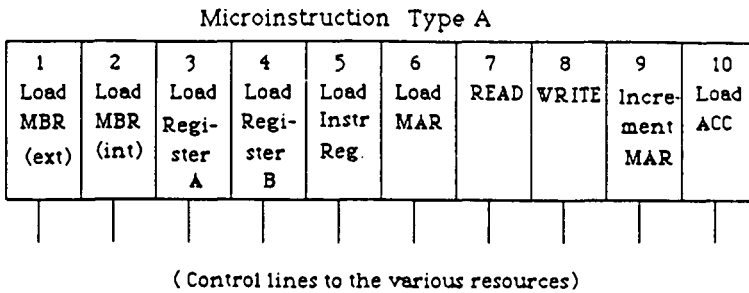 Microinstruction Type A
1 2 3 4 5 6 7 8 9 10
Load Load Load Load Load Load READ WRITE Incre- Load
MBR MBR Regi- Regi- Instr MAR ment ACC
(ext) (int) ster ster Reg. MAR
A B
( Control lines to the various resources)